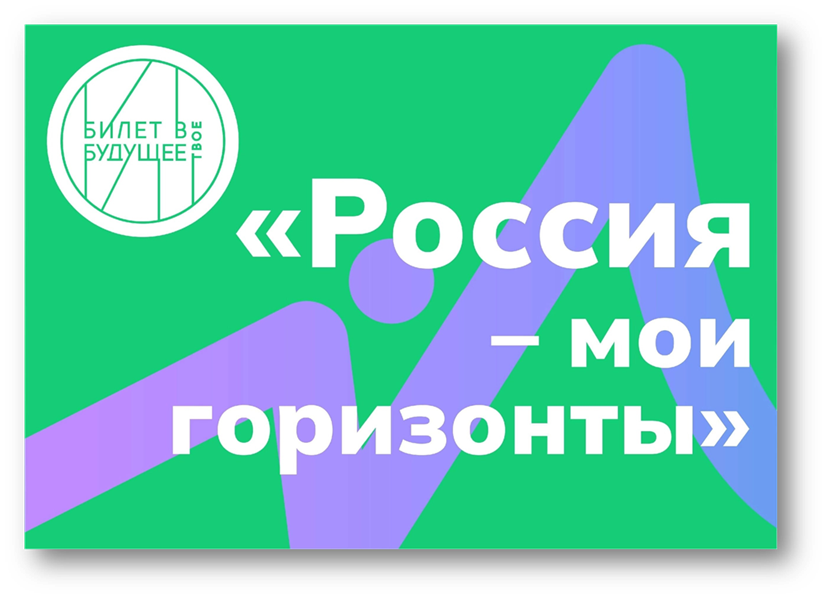 БИЛЕТ В
БУДУЩЕЕ
ТВОЕ
«Россия
– мои
горизонты»